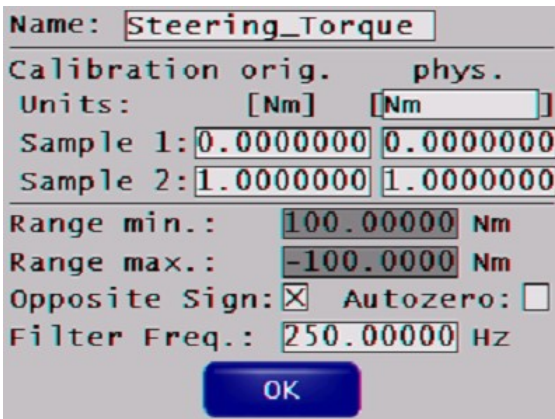 Name: Steering_Torque
Calibration orig. phys.
Units: [Nm] [Nm]
Sample 1: 0.0000000 0.0000000
Sample 2: 1.0000000 1.0000000
Range min.: 100.00000 Nm
Range max.: -100.0000 Nm
Opposite Sign: Autozero:
Filter Freq.: 250.00000 Hz
OK